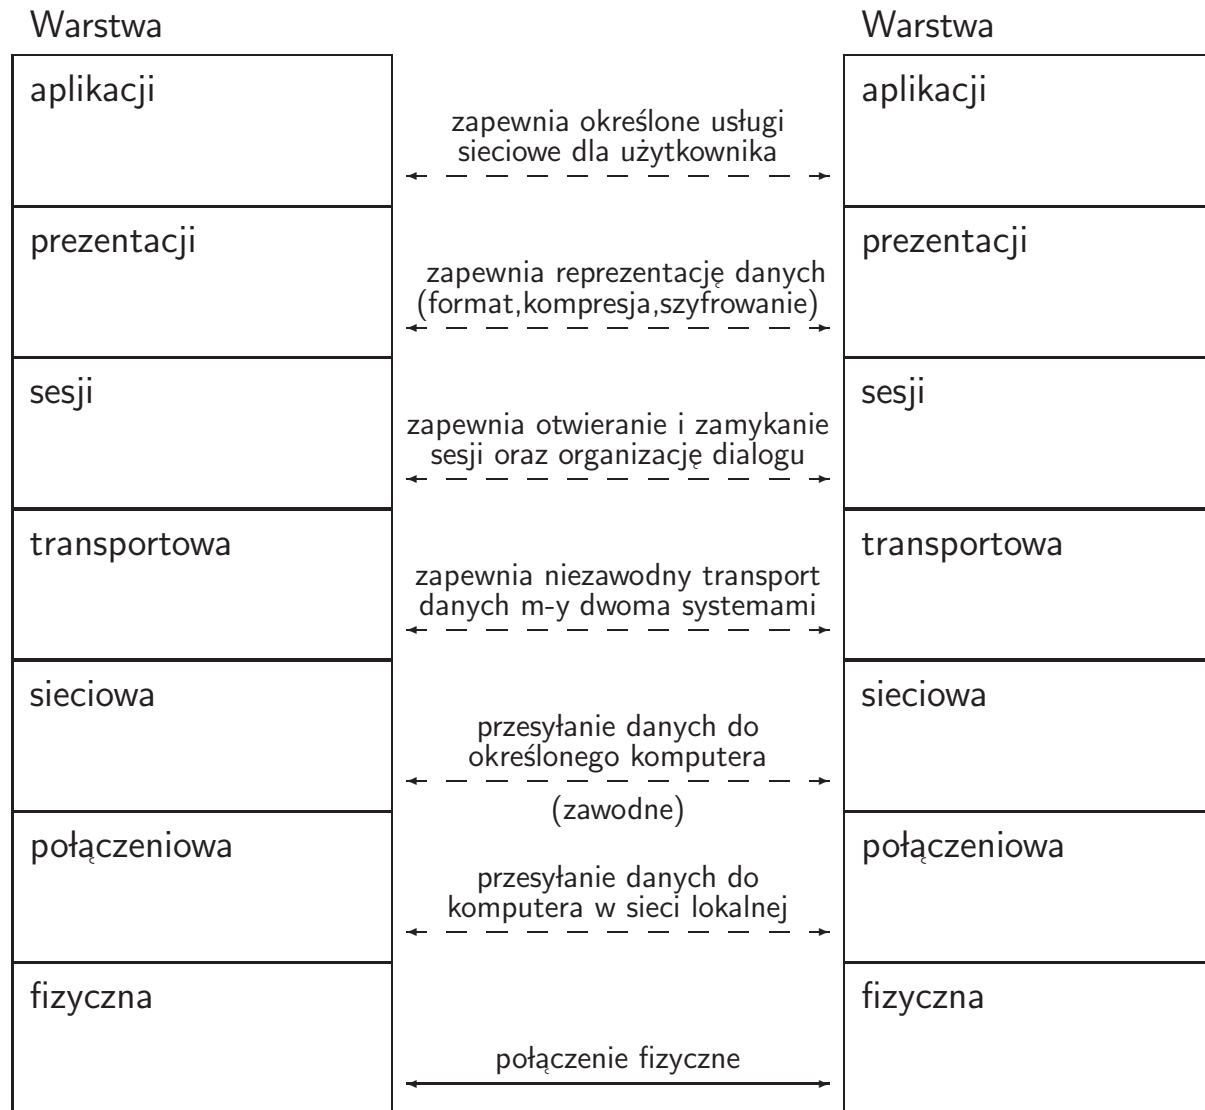 Warstwa
Warstwa
aplikacji
aplikacji
zapewnia określone usługi
sieciowe dla użytkownika
prezentacji
prezentacji
zapewnia reprezentację danych
(format,kompresja,szyfrowanie)
sesji
sesji
zapewnia otwieranie i zamykanie
sesji oraz organizację dialogu
transportowa
transportowa
zapewnia niezawodny transport
danych m-y dwoma systemami
sieciowa
sieciowa
przesyłanie danych do
określonego komputera
(zawodne)
połączeniowa
połączeniowa
przesyłanie danych do
komputera w sieci lokalnej
fizyczna
fizyczna
połączenie fizyczne